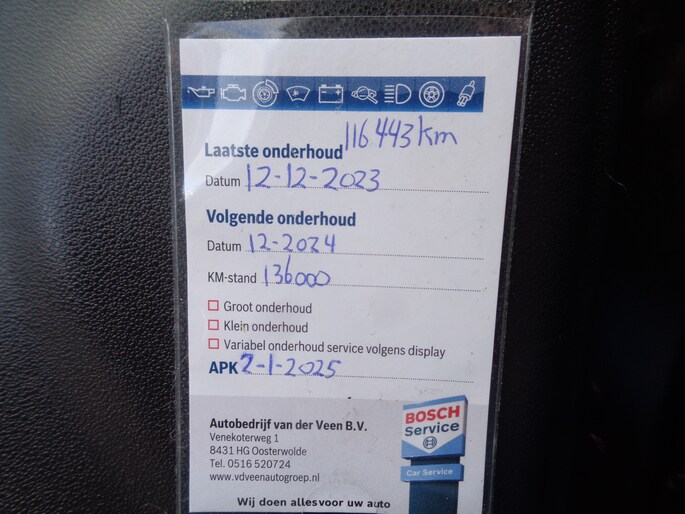 116 443 km
Laatste onderhoud
Datum 12-12-2023
Volgende onderhoud
Datum 12-2024
KM-stand 136000
Groot onderhoud
Klein onderhoud
Variabel onderhoud service volgens display
APK 2-1-2025
Autobedrijf van der Veen B.V.
Venekoterweg 1
8431 HG Oosterwolde
Tel. 0516 520724
www.vdveenautogroep.nl
BOSCH
Service
Car Service
Wij doen alles voor uw auto